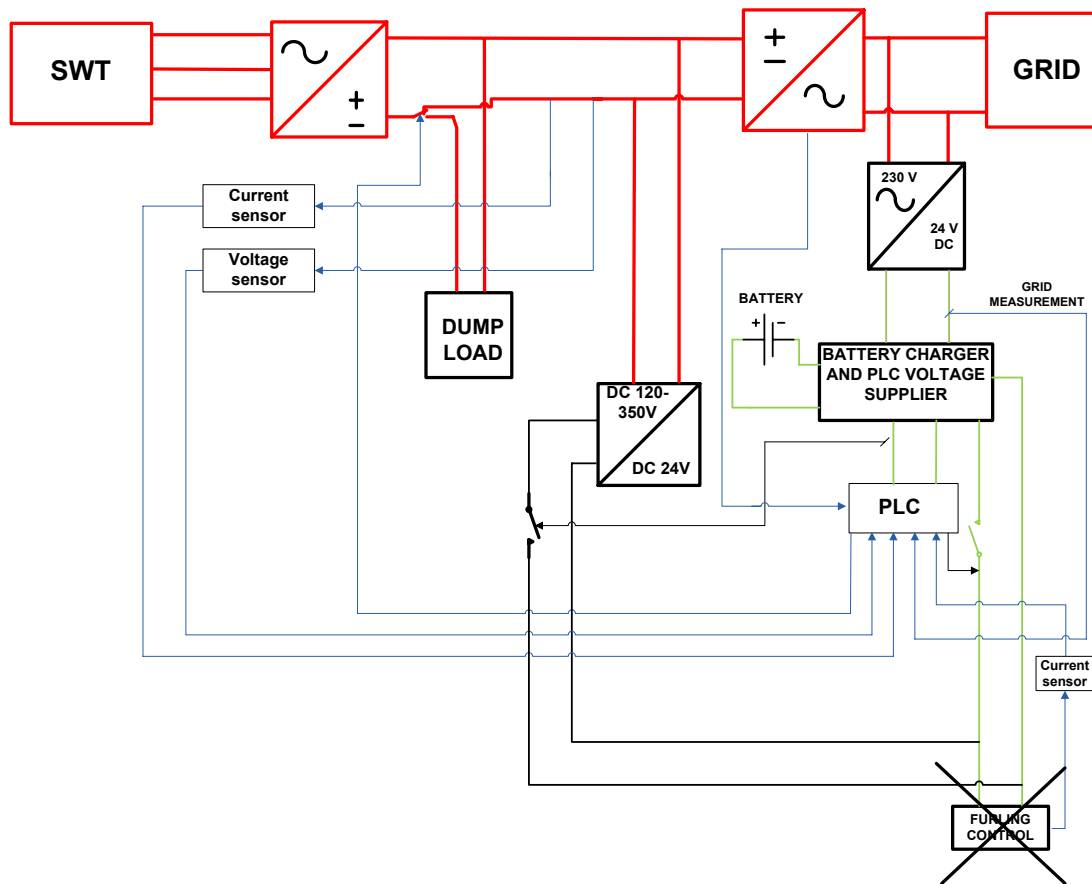 SWT
+
−
+
−
GRID
230 V
24 V
DC
Current
sensor
Voltage
sensor
GRID
MEASUREMENT
BATTERY
+ −
DUMP
LOAD
BATTERY CHARGER
AND PLC VOLTAGE
SUPPLIER
DC 120-
350V
DC 24V
PLC
Current
sensor
FURLING
CONTROL